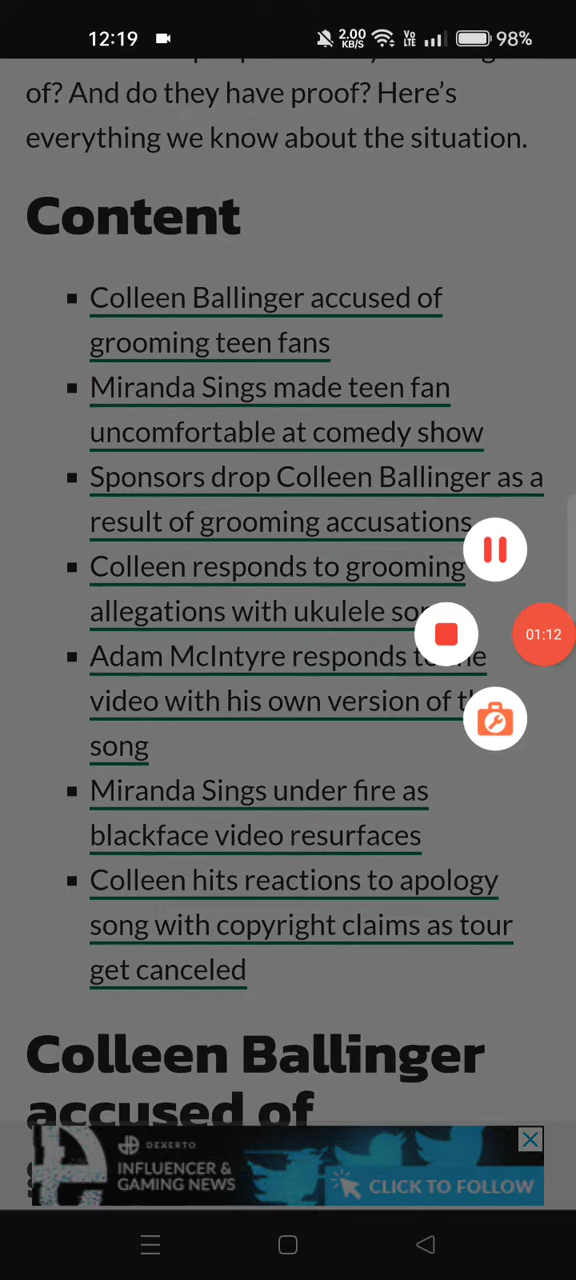 12:19
2.00
KB/S
Vo
LTE
98%
of? And do they have proof? Here's
everything we know about the situation.
Content
Colleen Ballinger accused of
grooming teen fans
Miranda Sings made teen fan
uncomfortable at comedy show
Sponsors drop Colleen Ballinger as a
result of grooming accusations
Colleen responds to grooming
allegations with ukulele
01:12
Adam McIntyre responds
video with his own version of
song
Miranda Sings under fire as
blackface video resurfaces
Colleen hits reactions to apology
song with copyright claims as tour
get canceled
Colleen Ballinger
accused of
DEXERTO
INFLUENCER &
GAMING NEWS
CLICK TO FOLLOW